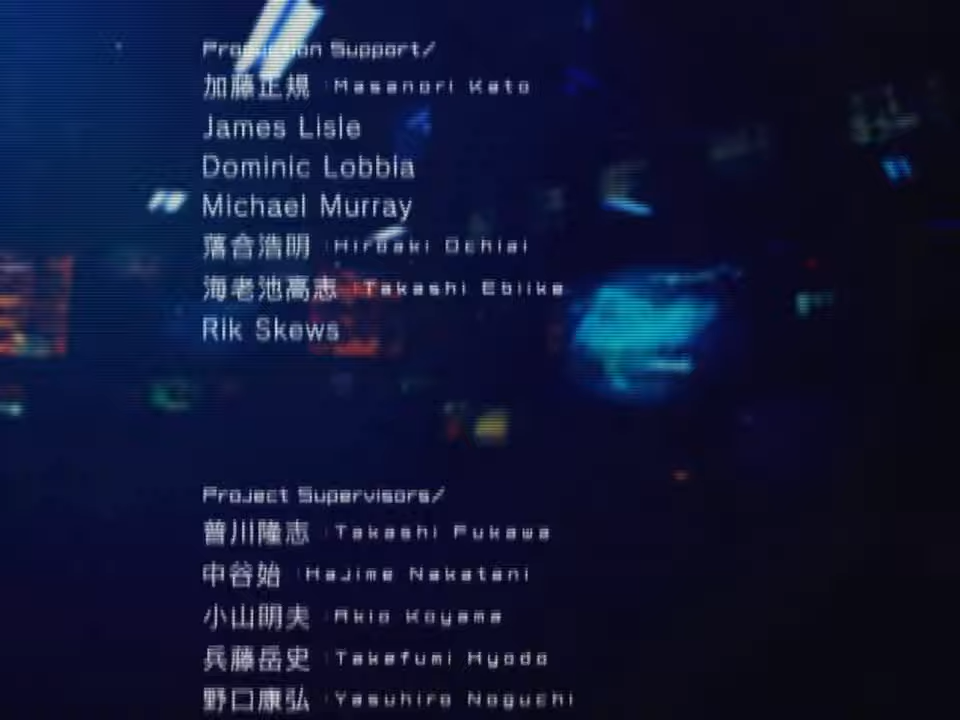 Production Support/
加藤正規 Masanori Kato
James Lisle
Dominic Lobbia
Michael Murray
落合浩明 Hiroaki Ochiai
海老池高志 Takashi Ebiike
Rik Skews
Project Supervisors/
普川隆志 Takashi Fukawa
中谷始 Hajime Nakatani
小山明夫 Akio Koyama
兵藤岳史 Takafumi Hyodo
野口康弘 Yasuhiro Noguchi